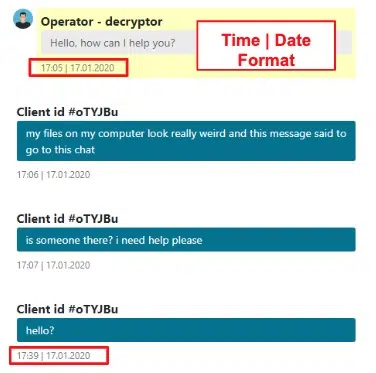 Operator - decryptor
Hello, how can I help you?
17:05 | 17.01.2020
Time | Date
Format
Client id #oTYJBu
my files on my computer look really weird and this message said to
go to this chat
17:06 | 17.01.2020
Client id #oTYJBu
is someone there? i need help please
17:07 | 17.01.2020
Client id #oTYJBu
hello?
17:39 | 17.01.2020